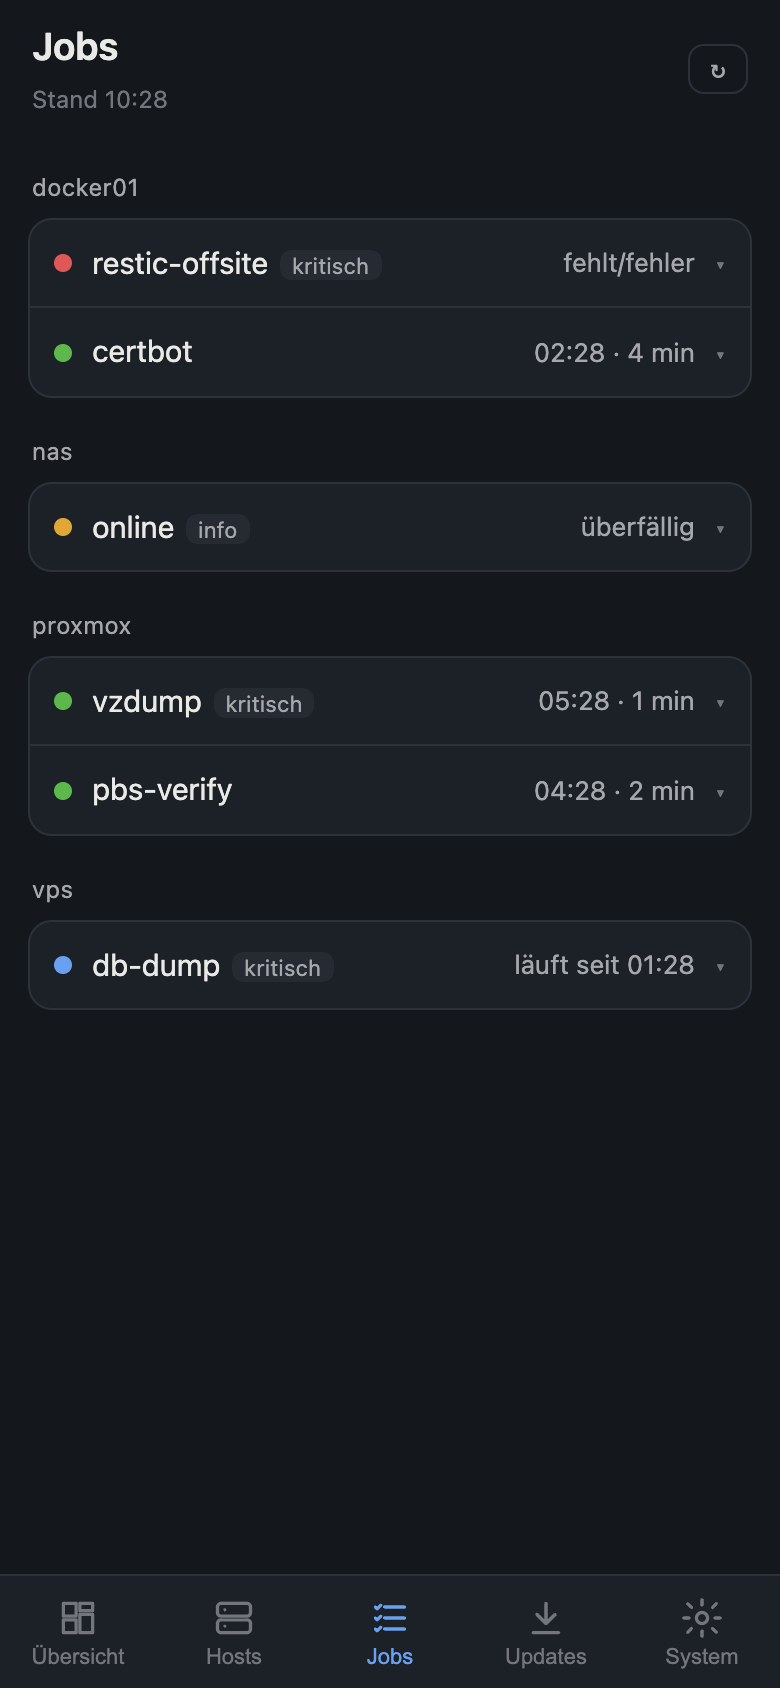 Jobs
Stand 10:28
↻
docker01
restic-offsite kritisch fehlt/fehler ▾
certbot 02:28 · 4 min ▾
nas
online info überfällig ▾
proxmox
vzdump kritisch 05:28 · 1 min ▾
pbs-verify 04:28 · 2 min ▾
vps
db-dump kritisch läuft seit 01:28 ▾
Übersicht Hosts Jobs Updates System